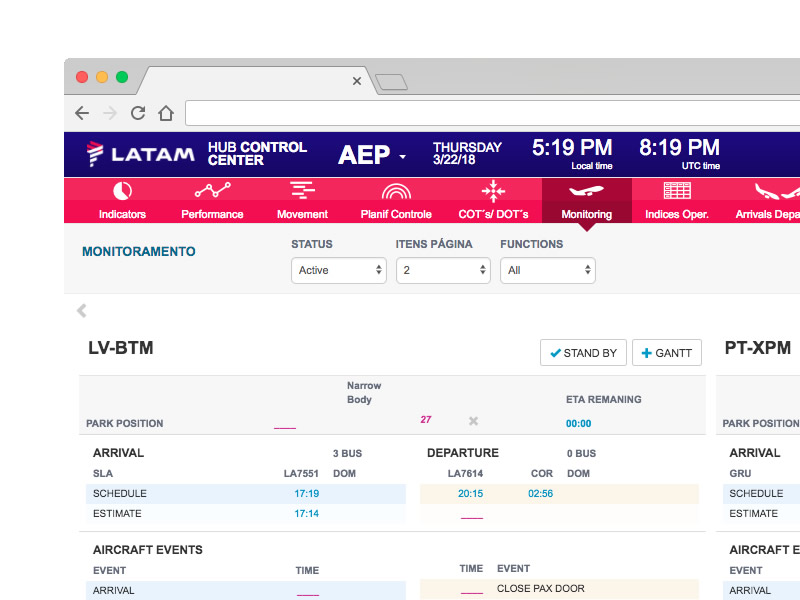 LATAM
HUB CONTROL
CENTER
AEP
THURSDAY
3/22/18
5:19 PM
Local time
8:19 PM
UTC time
Indicators
Performance
Movement
Planif Controle
COT´s/ DOT´s
Monitoring
Indices Oper.
Arrivals Depa
MONITORAMENTO
STATUS
Active
ITENS PÁGINA
2
FUNCTIONS
All
LV-BTM
STAND BY
GANTT
PT-XPM
Narrow
Body
ETA REMANING
PARK POSITION
27
00:00
PARK POSITION
ARRIVAL 3 BUS DEPARTURE 0 BUS ARRIVAL
SLA LA7551 DOM LA7614 COR DOM GRU
SCHEDULE 17:19 20:15 02:56 SCHEDULE
ESTIMATE 17:14 ESTIMATE
AIRCRAFT EVENTS AIRCRAFT E
EVENT TIME TIME EVENT EVENT
ARRIVAL CLOSE PAX DOOR ARRIVAL